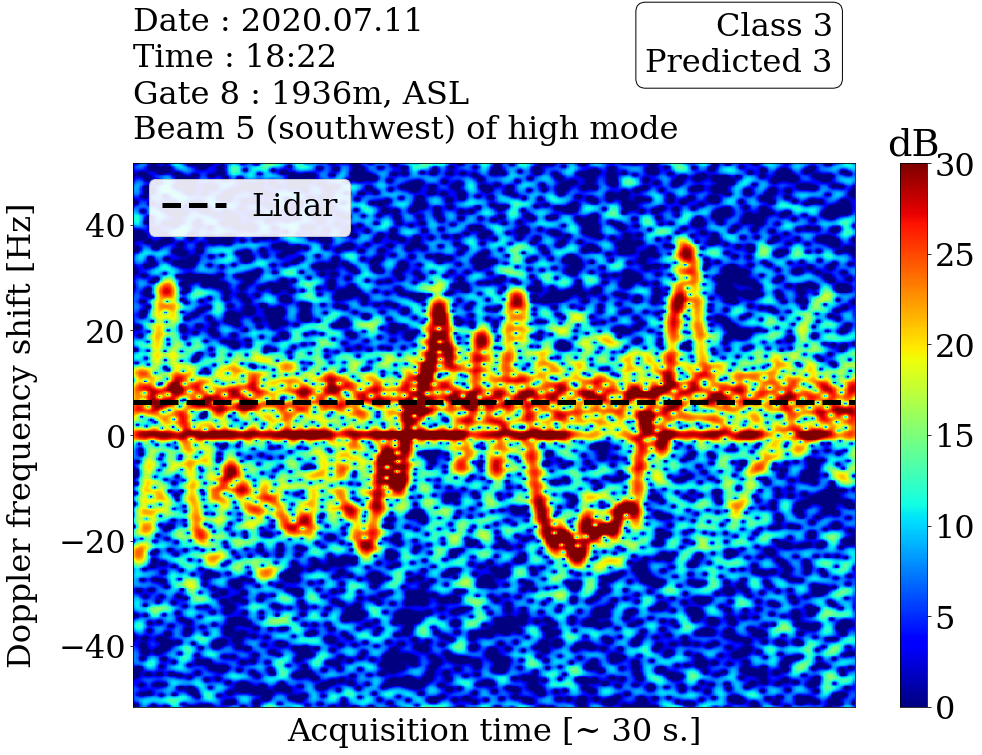 Date : 2020.07.11
Time : 18:22
Gate 8 : 1936m, ASL
Beam 5 (southwest) of high mode
Class 3
Predicted 3
dB
Lidar
Doppler frequency shift [Hz]
40
20
0
−20
−40
30
25
20
15
10
5
0
Acquisition time [~ 30 s.]